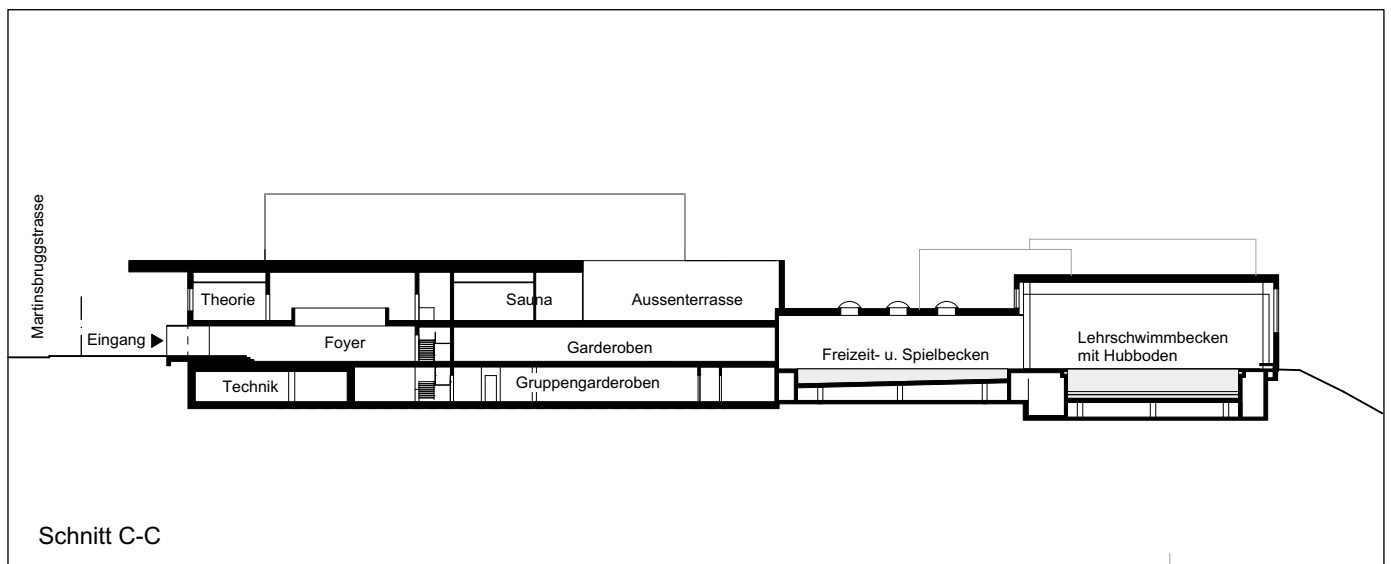 Martinsbruggstrasse
Theorie
Sauna
Aussenterrasse
Eingang
Foyer
Garderoben
Freizeit- u. Spielbecken
Lehrschwimmbecken
mit Hubboden
Technik
Gruppengarderoben
Schnitt C-C